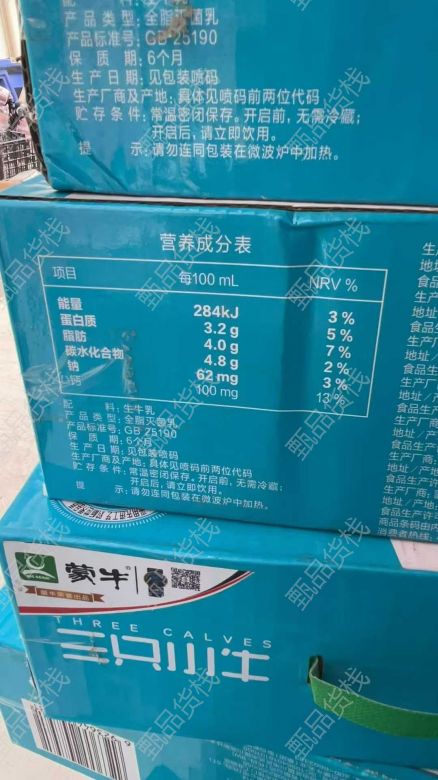 产品类型：全脂灭菌乳
产品标准号：GB 25190
保 质 期：6个月
生产日期：见包装喷码
生产厂商及产地：具体见喷码前两位代码
贮存条件：常温密闭保存。开启前，无需冷藏；
开启后，请立即饮用。
提 示：请勿连同包装在微波炉中加热。
营养成分表
项目 每100 mL NRV %
能量 284kJ 3%
蛋白质 3.2 g 5%
脂肪 4.0 g 7%
碳水化合物 4.8 g 2%
钠 62 mg 3%
钙 100 mg 13%
配 料：生牛乳
产品类型：全脂灭菌乳
产品标准号：GB 25190
保 质 期：6个月
生产日期：见包装喷码
生产厂商及产地：具体见喷码前两位代码
贮存条件：常温密闭保存。开启前，无需冷藏；
开启后，请立即饮用。
提 示：请勿连同包装在微波炉中加热。
蒙牛
THREE CALVES
三只小牛
甄品货栈